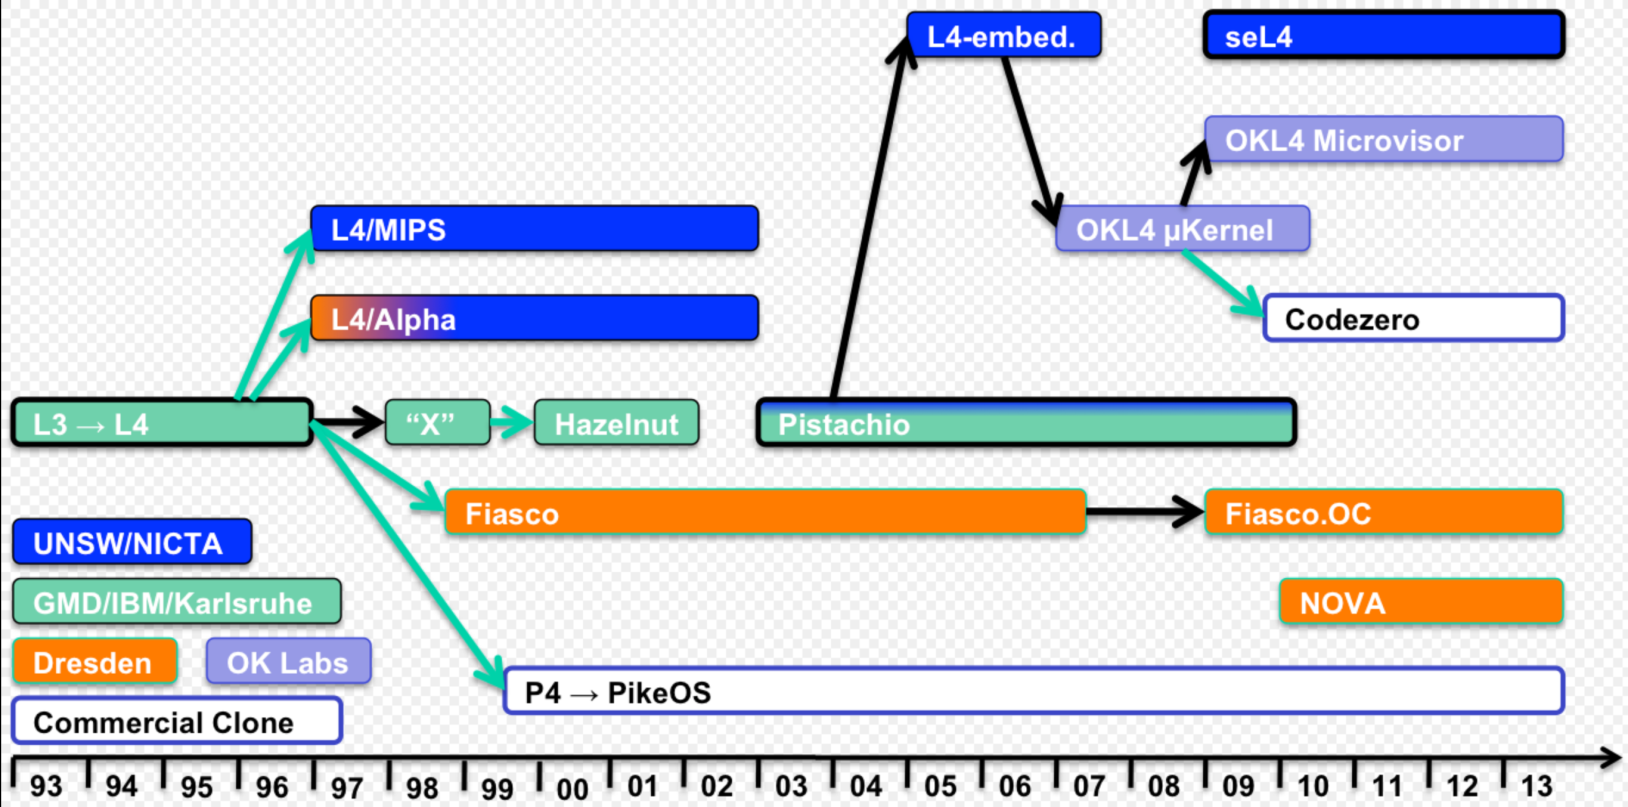 L4-embed.
seL4
OKL4 Microvisor
L4/MIPS
OKL4 µKernel
L4/Alpha
Codezero
L3 → L4
“X”
Hazelnut
Pistachio
Fiasco
Fiasco.OC
UNSW/NICTA
GMD/IBM/Karlsruhe
NOVA
Dresden
OK Labs
P4 → PikeOS
Commercial Clone
93 94 95 96 97 98 99 00 01 02 03 04 05 06 07 08 09 10 11 12 13